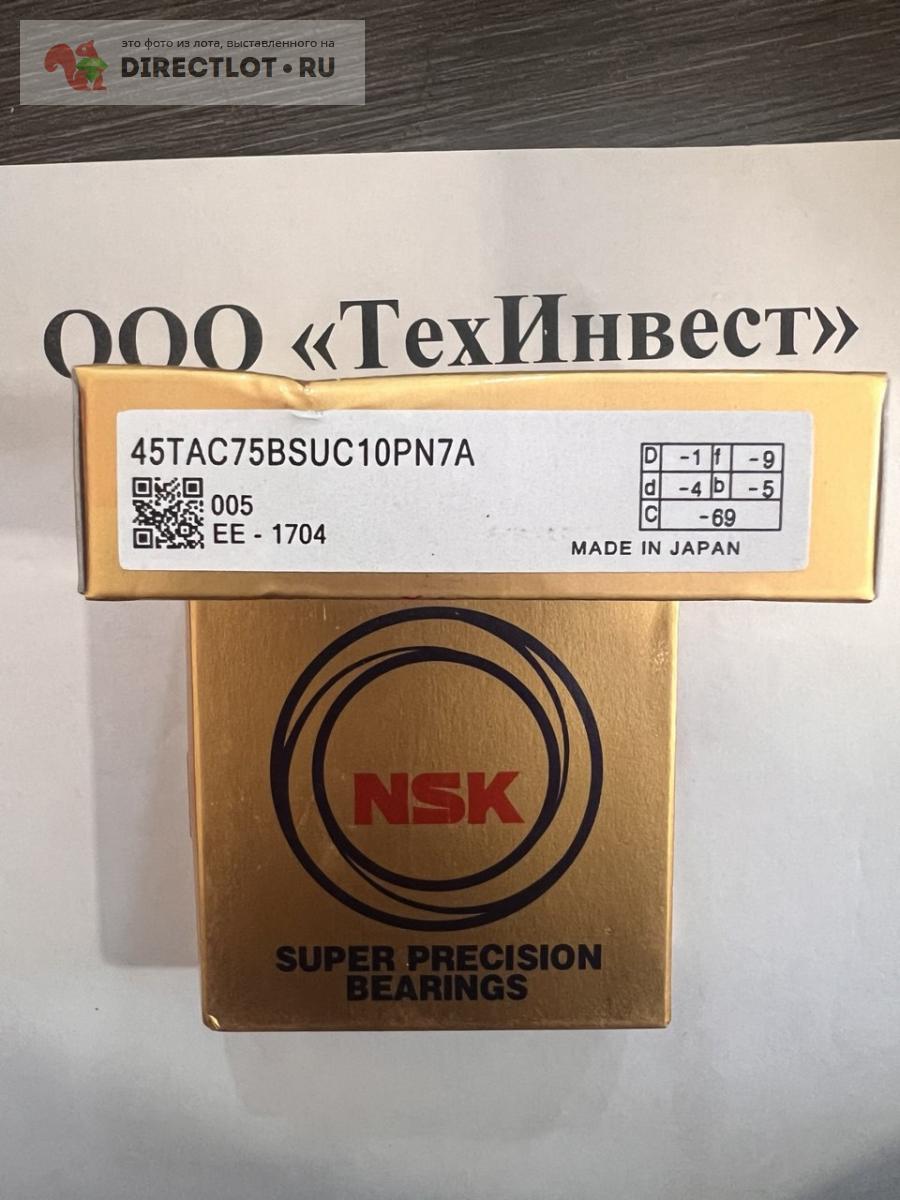 это фото из лота, выставленного на
DIRECTLOT•RU
ООО «ТехИнвест»
45TAC75BSUC10PN7A
005
EE - 1704
D -1 f -9
d -4 b -5
C -69
MADE IN JAPAN
NSK
SUPER PRECISION
BEARINGS